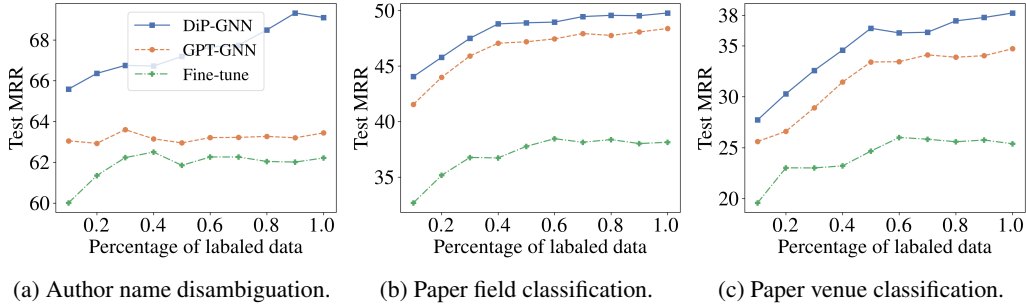 DiP-GNN
GPT-GNN
Fine-tune
Test MRR
68
66
64
62
60
0.2 0.4 0.6 0.8 1.0
Percentage of labaled data
(a) Author name disambiguation.
Test MRR
50
45
40
35
0.2 0.4 0.6 0.8 1.0
Percentage of labaled data
(b) Paper field classification.
Test MRR
38
35
30
25
20
0.2 0.4 0.6 0.8 1.0
Percentage of labaled data
(c) Paper venue classification.